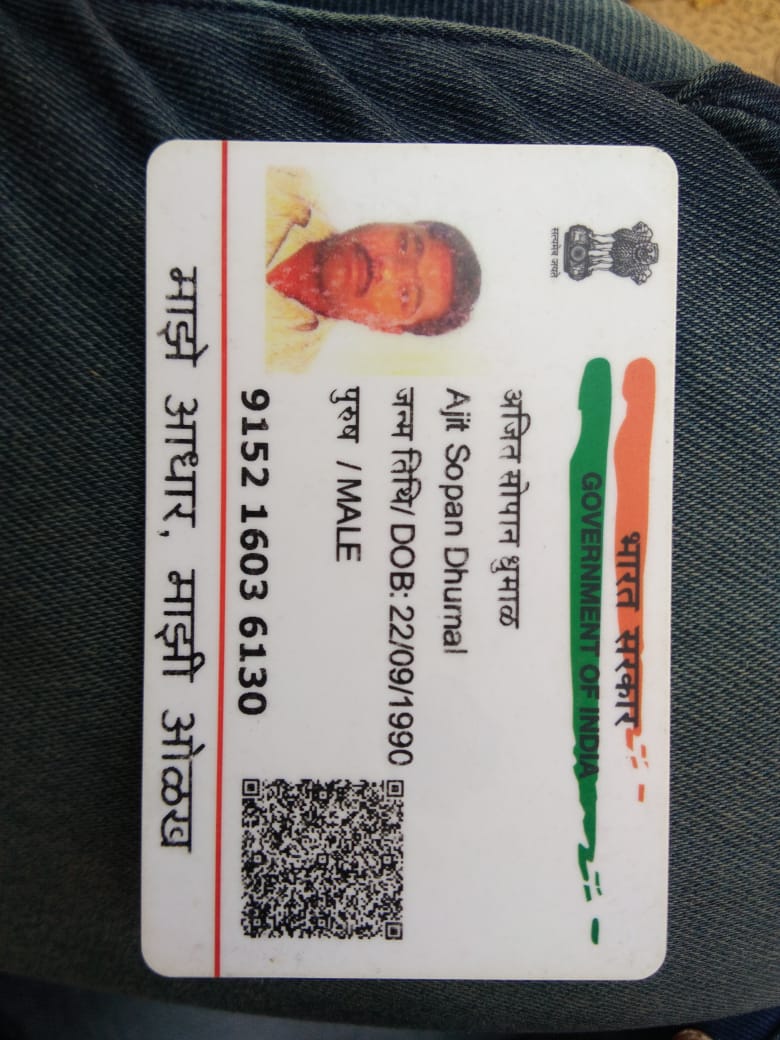 भारत सरकार
GOVERNMENT OF INDIA
सत्यमेव जयते
अजित सोपान धुमाळ
Ajit Sopan Dhumal
जन्म तिथि/ DOB: 22/09/1990
पुरुष / MALE
9152 1603 6130
माझे आधार, माझी ओळख